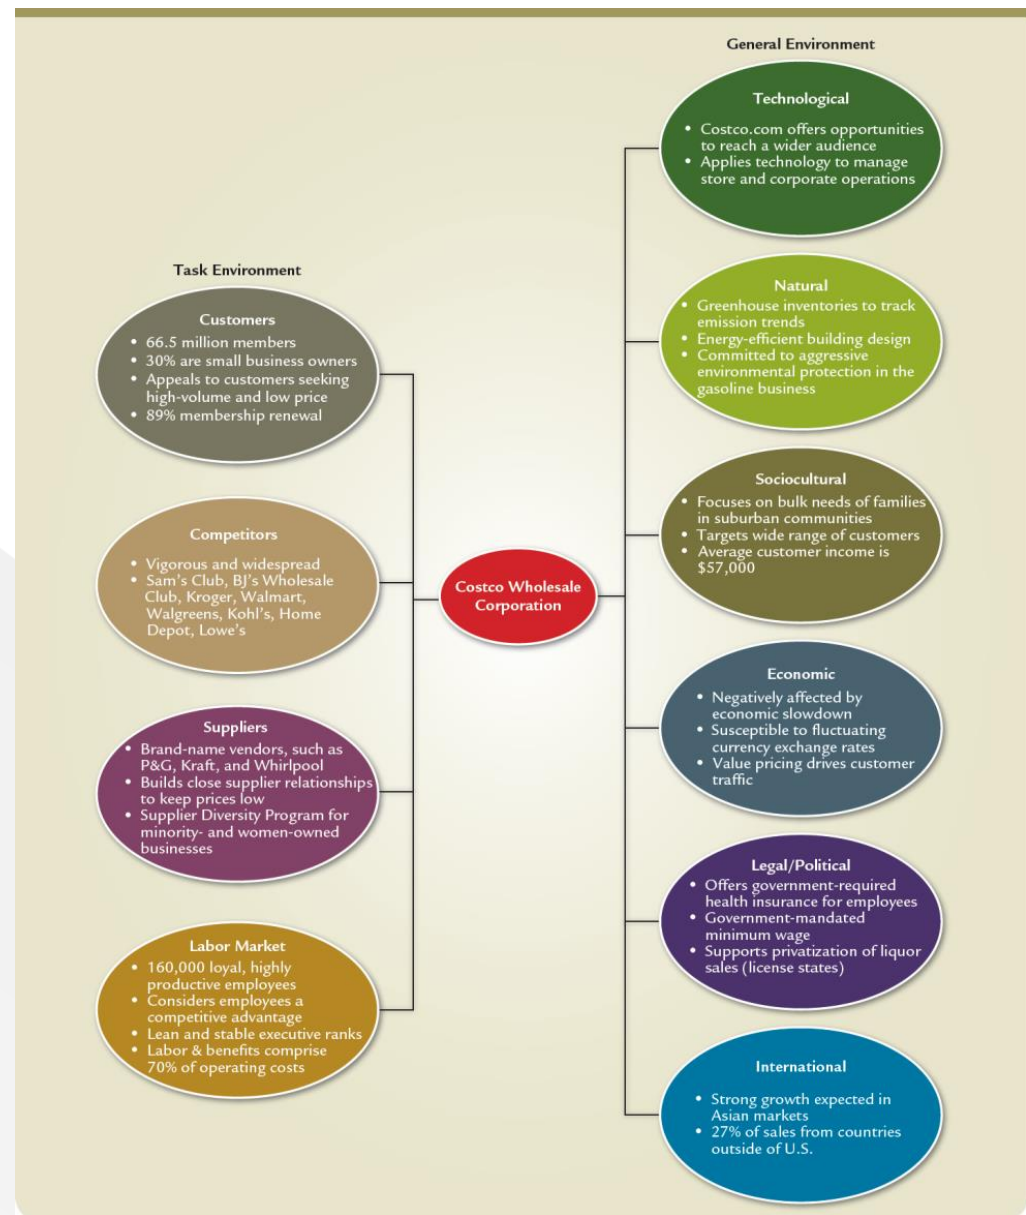 General Environment
Technological
• Costco.com offers opportunities
to reach a wider audience
• Applies technology to manage
store and corporate operations
Natural
• Greenhouse inventories to track
emission trends
• Energy-efficient building design
• Committed to aggressive
environmental protection in the
gasoline business
Sociocultural
• Focuses on bulk needs of families
in suburban communities
• Targets wide range of customers
• Average customer income is
$57,000
Economic
• Negatively affected by
economic slowdown
• Susceptible to fluctuating
currency exchange rates
• Value pricing drives customer
traffic
Legal/Political
• Offers government-required
health insurance for employees
• Government-mandated
minimum wage
• Supports privatization of liquor
sales (license states)
International
• Strong growth expected in
Asian markets
• 27% of sales from countries
outside of U.S.
Task Environment
Customers
• 66.5 million members
• 30% are small business owners
• Appeals to customers seeking
high-volume and low price
• 89% membership renewal
Competitors
• Vigorous and widespread
• Sam's Club, BJ's Wholesale
Club, Kroger, Walmart,
Walgreens, Kohl's, Home
Depot, Lowe's
Suppliers
• Brand-name vendors, such as
P&G, Kraft, and Whirlpool
• Builds close supplier relationships
to keep prices low
• Supplier Diversity Program for
minority- and women-owned
businesses
Labor Market
• 160,000 loyal, highly
productive employees
• Considers employees a
competitive advantage
• Lean and stable executive ranks
• Labor & benefits comprise
70% of operating costs
Costco Wholesale
Corporation